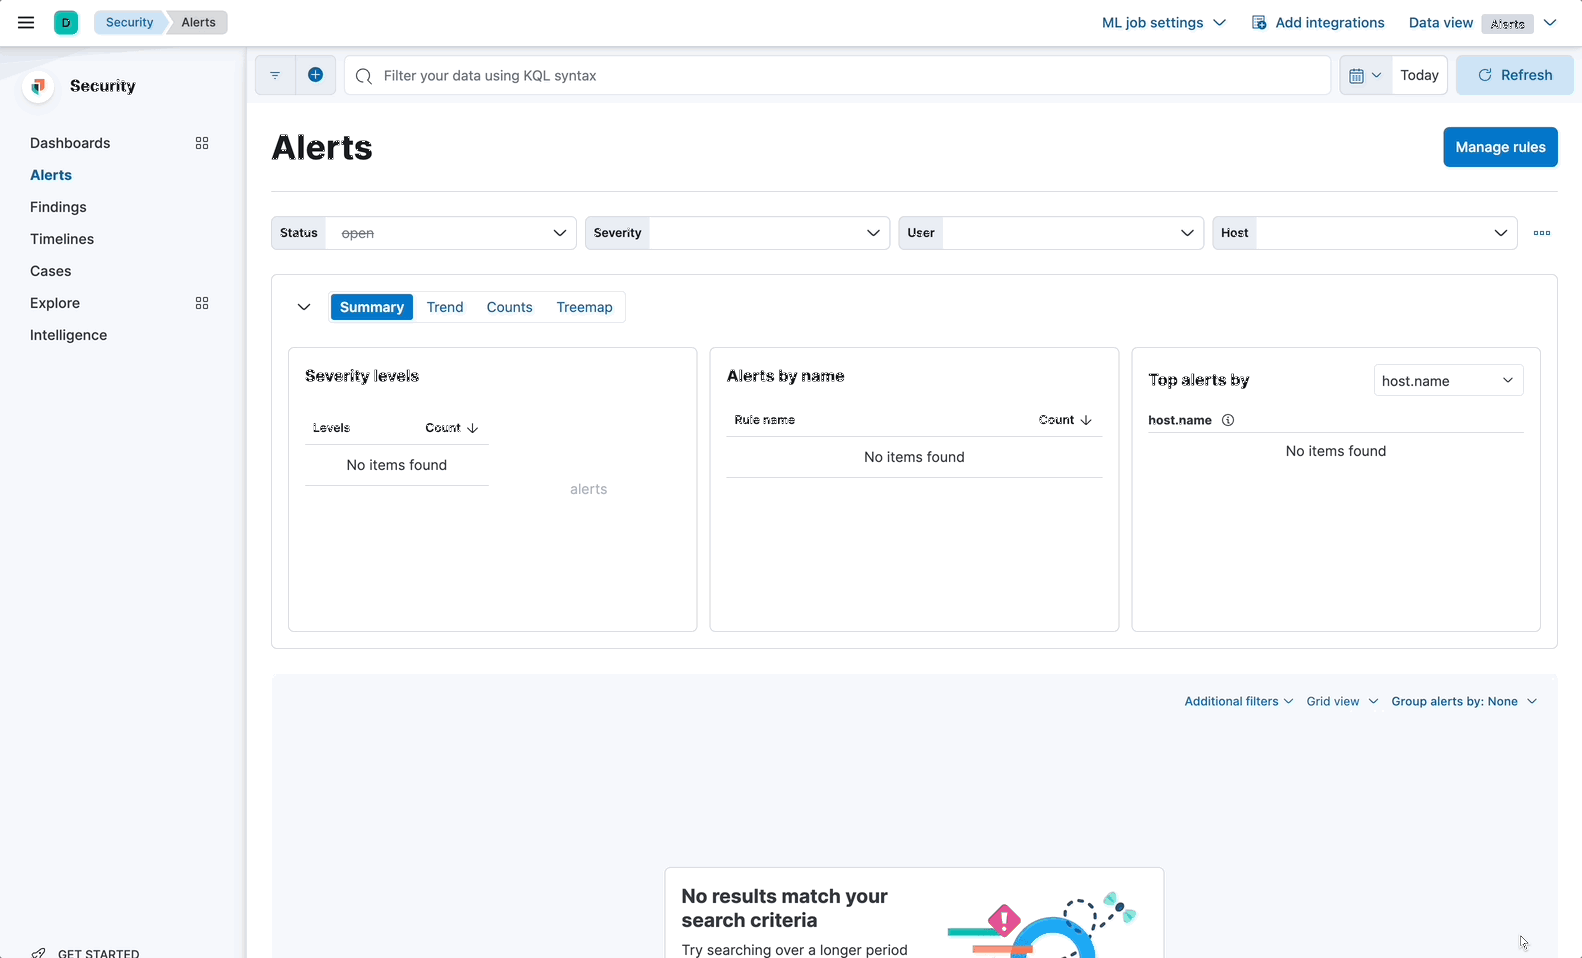 D Security Alerts ML job settings Add integrations Data view Alerts
Security
Filter your data using KQL syntax Today Refresh
Dashboards
Alerts
Findings
Timelines
Cases
Explore
Intelligence
GET STARTED
Alerts Manage rules
Status open Severity User Host
Summary Trend Counts Treemap
Severity levels
Levels Count
No items found
alerts
Alerts by name
Rule name Count
No items found
Top alerts by host.name
host.name
No items found
Additional filters Grid view Group alerts by: None
No results match your
search criteria
Try searching over a longer period